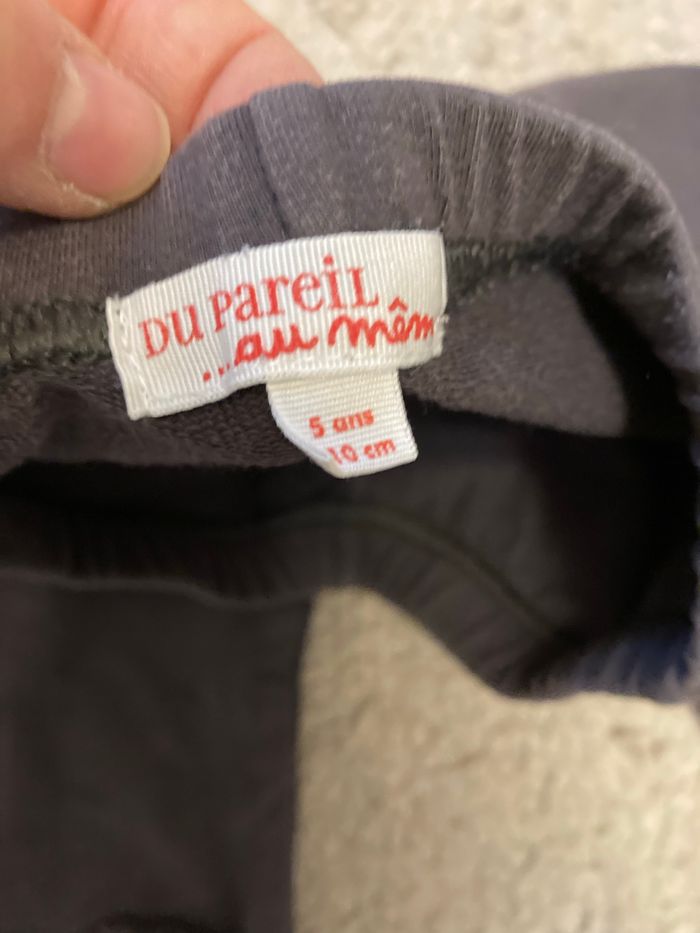 DU PAREIL
...au mêm
5 ans
10 cm